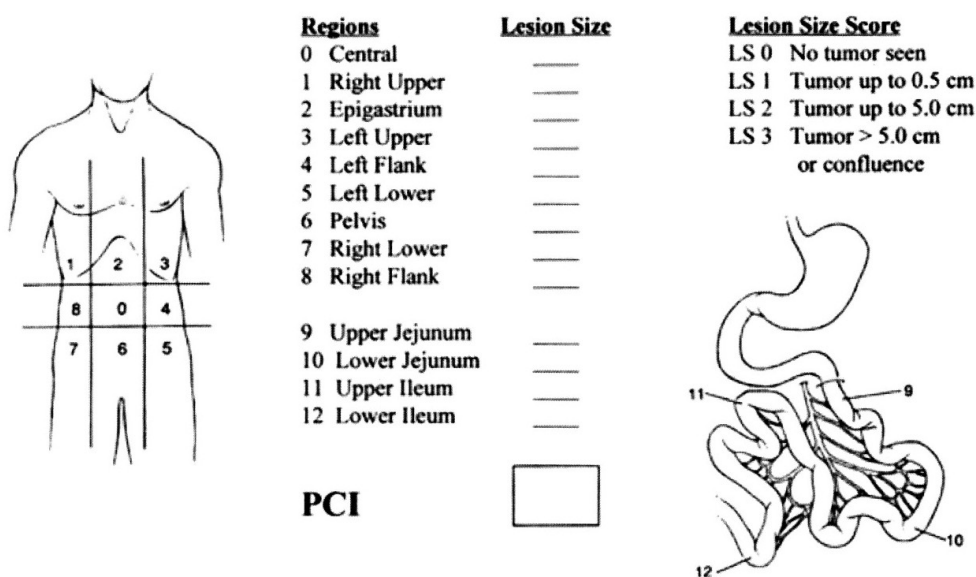 Regions
Lesion Size
0 Central
1 Right Upper
2 Epigastrium
3 Left Upper
4 Left Flank
5 Left Lower
6 Pelvis
7 Right Lower
8 Right Flank
9 Upper Jejunum
10 Lower Jejunum
11 Upper Ileum
12 Lower Ileum
PCI
Lesion Size Score
LS 0 No tumor seen
LS 1 Tumor up to 0.5 cm
LS 2 Tumor up to 5.0 cm
LS 3 Tumor > 5.0 cm
or confluence
1 2 3
8 0 4
7 6 5
11
9
10
12